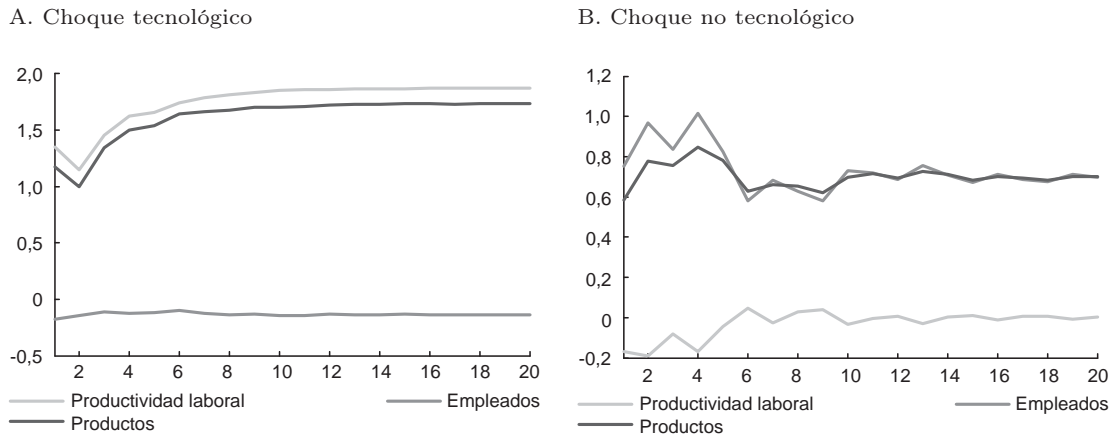 A. Choque tecnológico
2,0
1,5
1,0
0,5
0
-0,5
2 4 6 8 10 12 14 16 18 20
Productividad laboral Empleados
Productos
B. Choque no tecnológico
1,2
1,0
0,8
0,6
0,4
0,2
0
-0,2
2 4 6 8 10 12 14 16 18 20
Productividad laboral Empleados
Productos